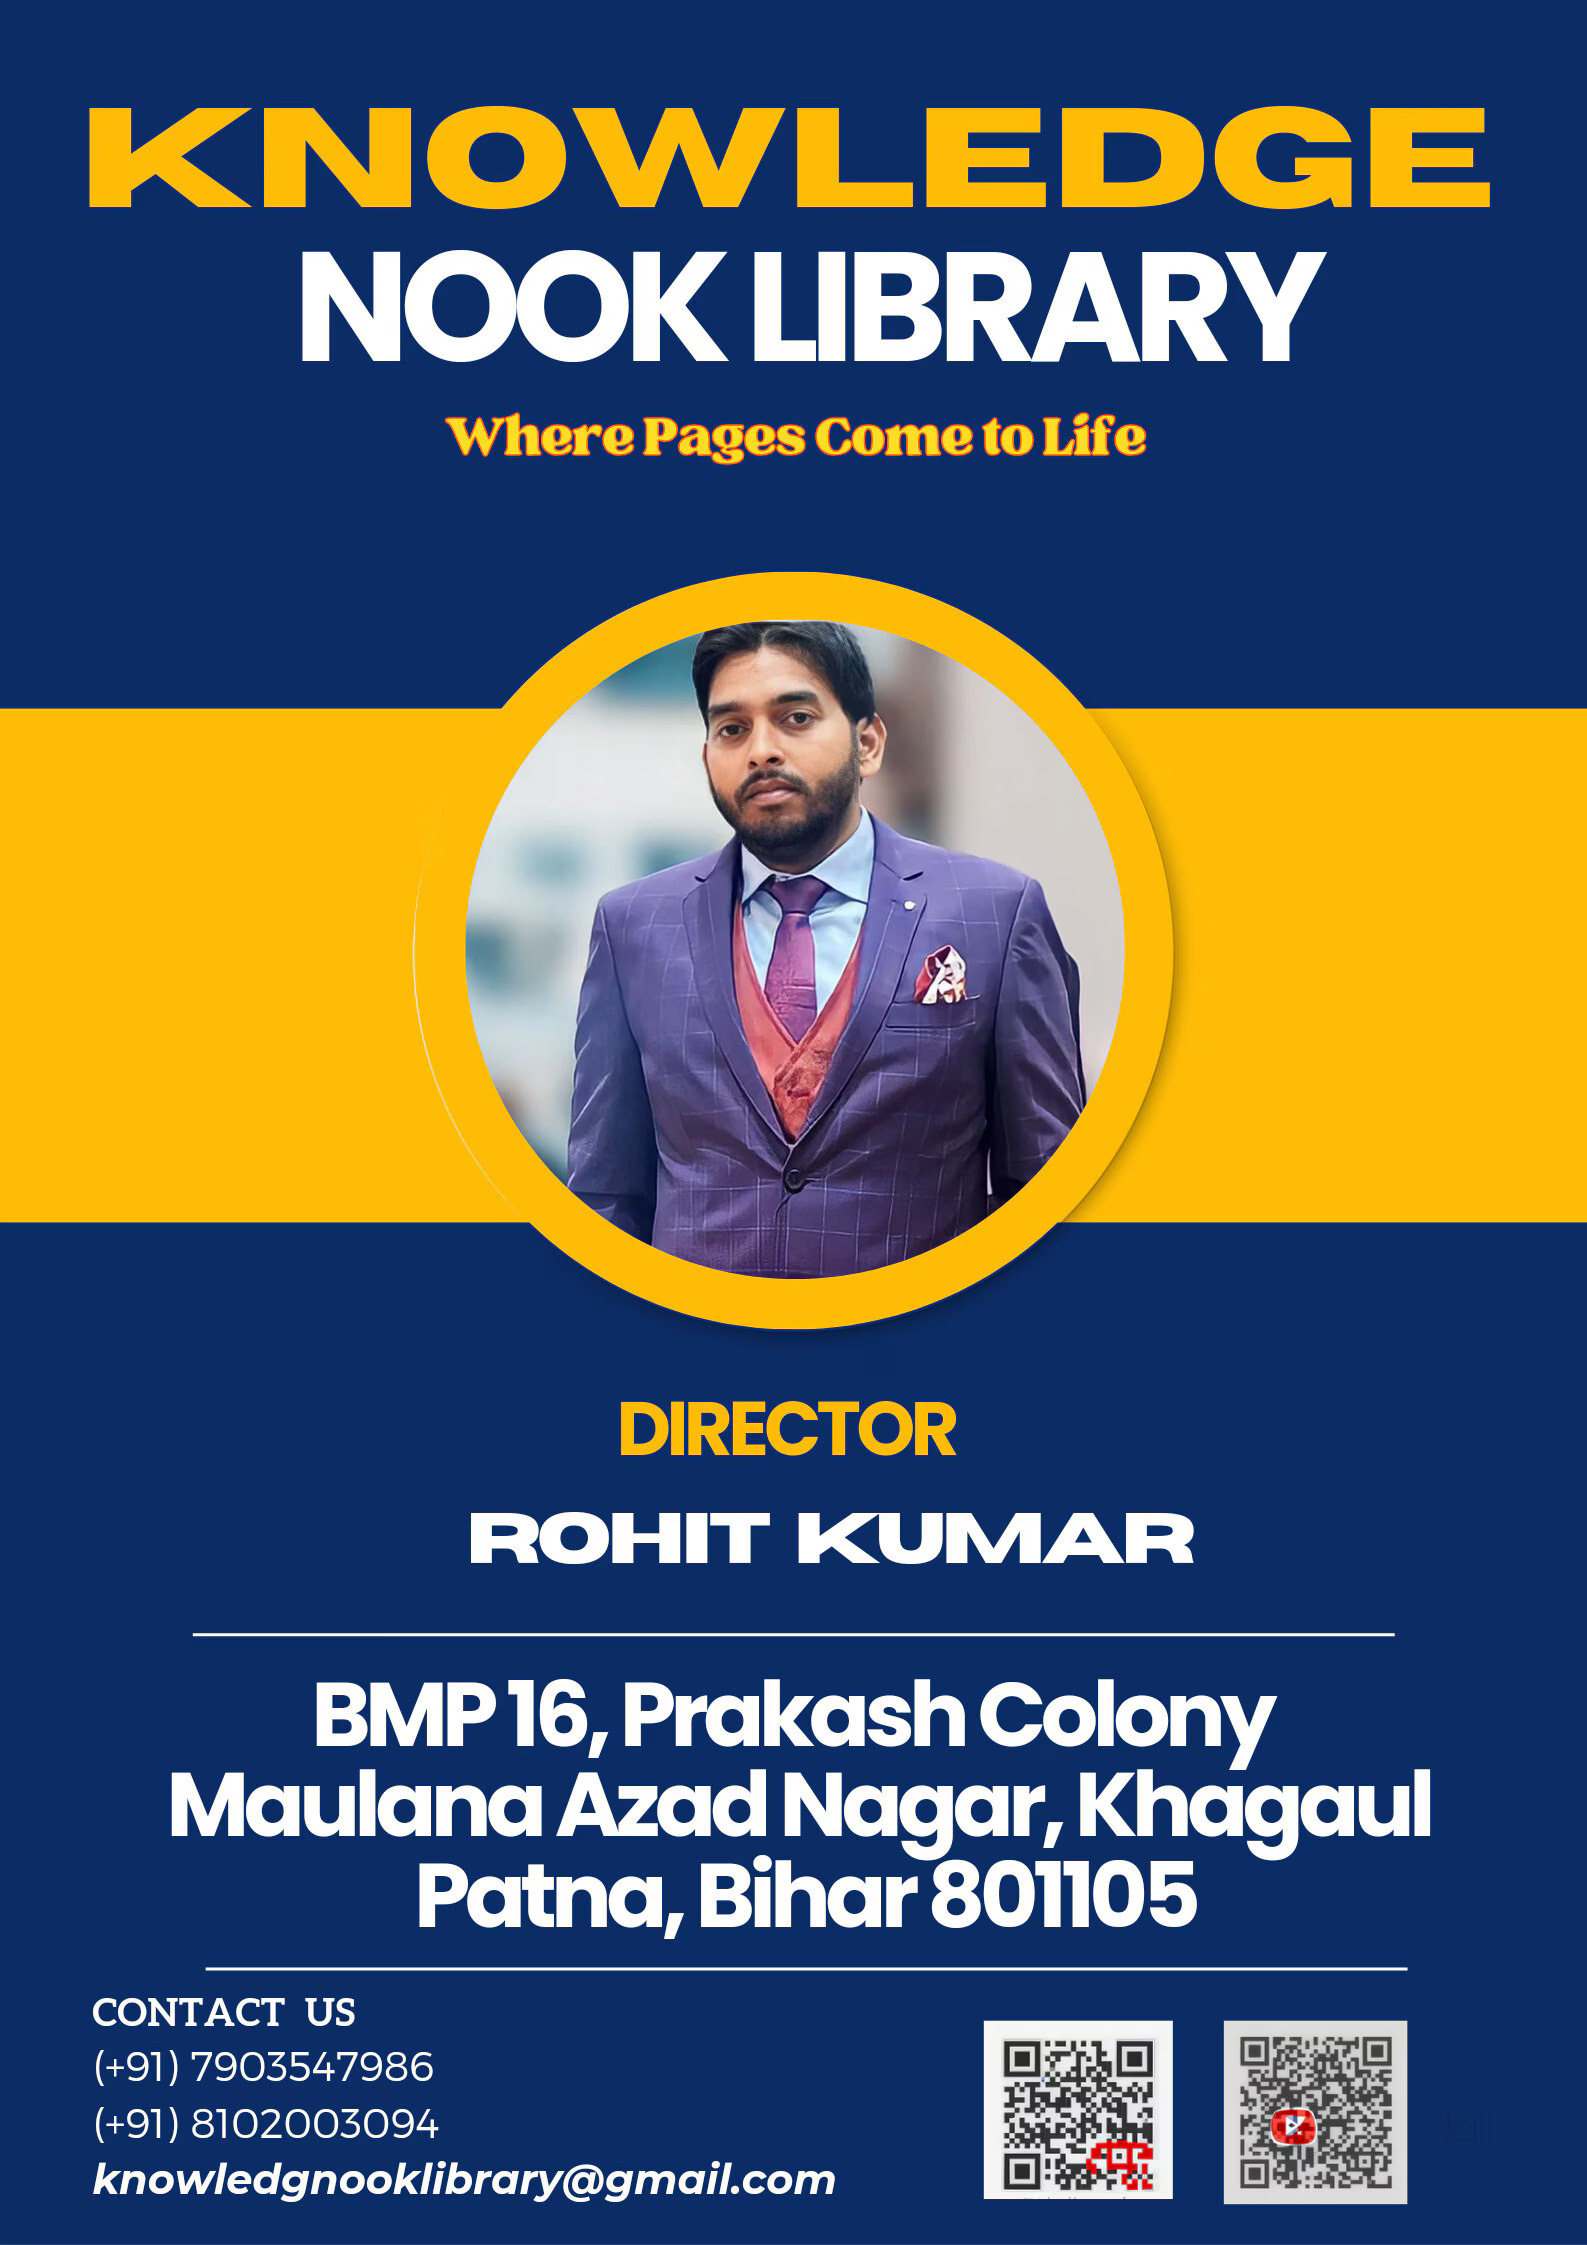 KNOWLEDGE
NOOK LIBRARY
Where Pages Come to Life
DIRECTOR
ROHIT KUMAR
BMP 16, Prakash Colony
Maulana Azad Nagar, Khagaul
Patna, Bihar 801105
CONTACT US
(+91) 7903547986
(+91) 8102003094
knowledgnooklibrary@gmail.com